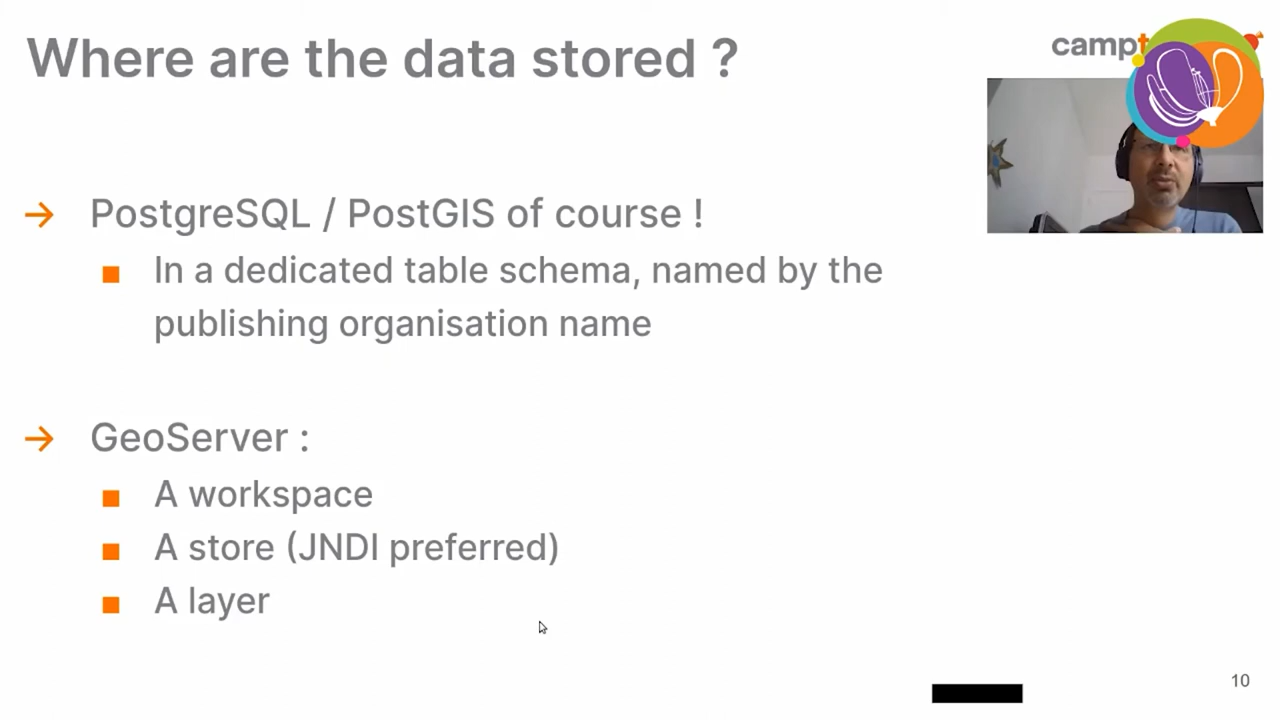 Where are the data stored ?
camp
→ PostgreSQL / PostGIS of course !
■ In a dedicated table schema, named by the
publishing organisation name
→ GeoServer :
■ A workspace
■ A store (JNDI preferred)
■ A layer
10